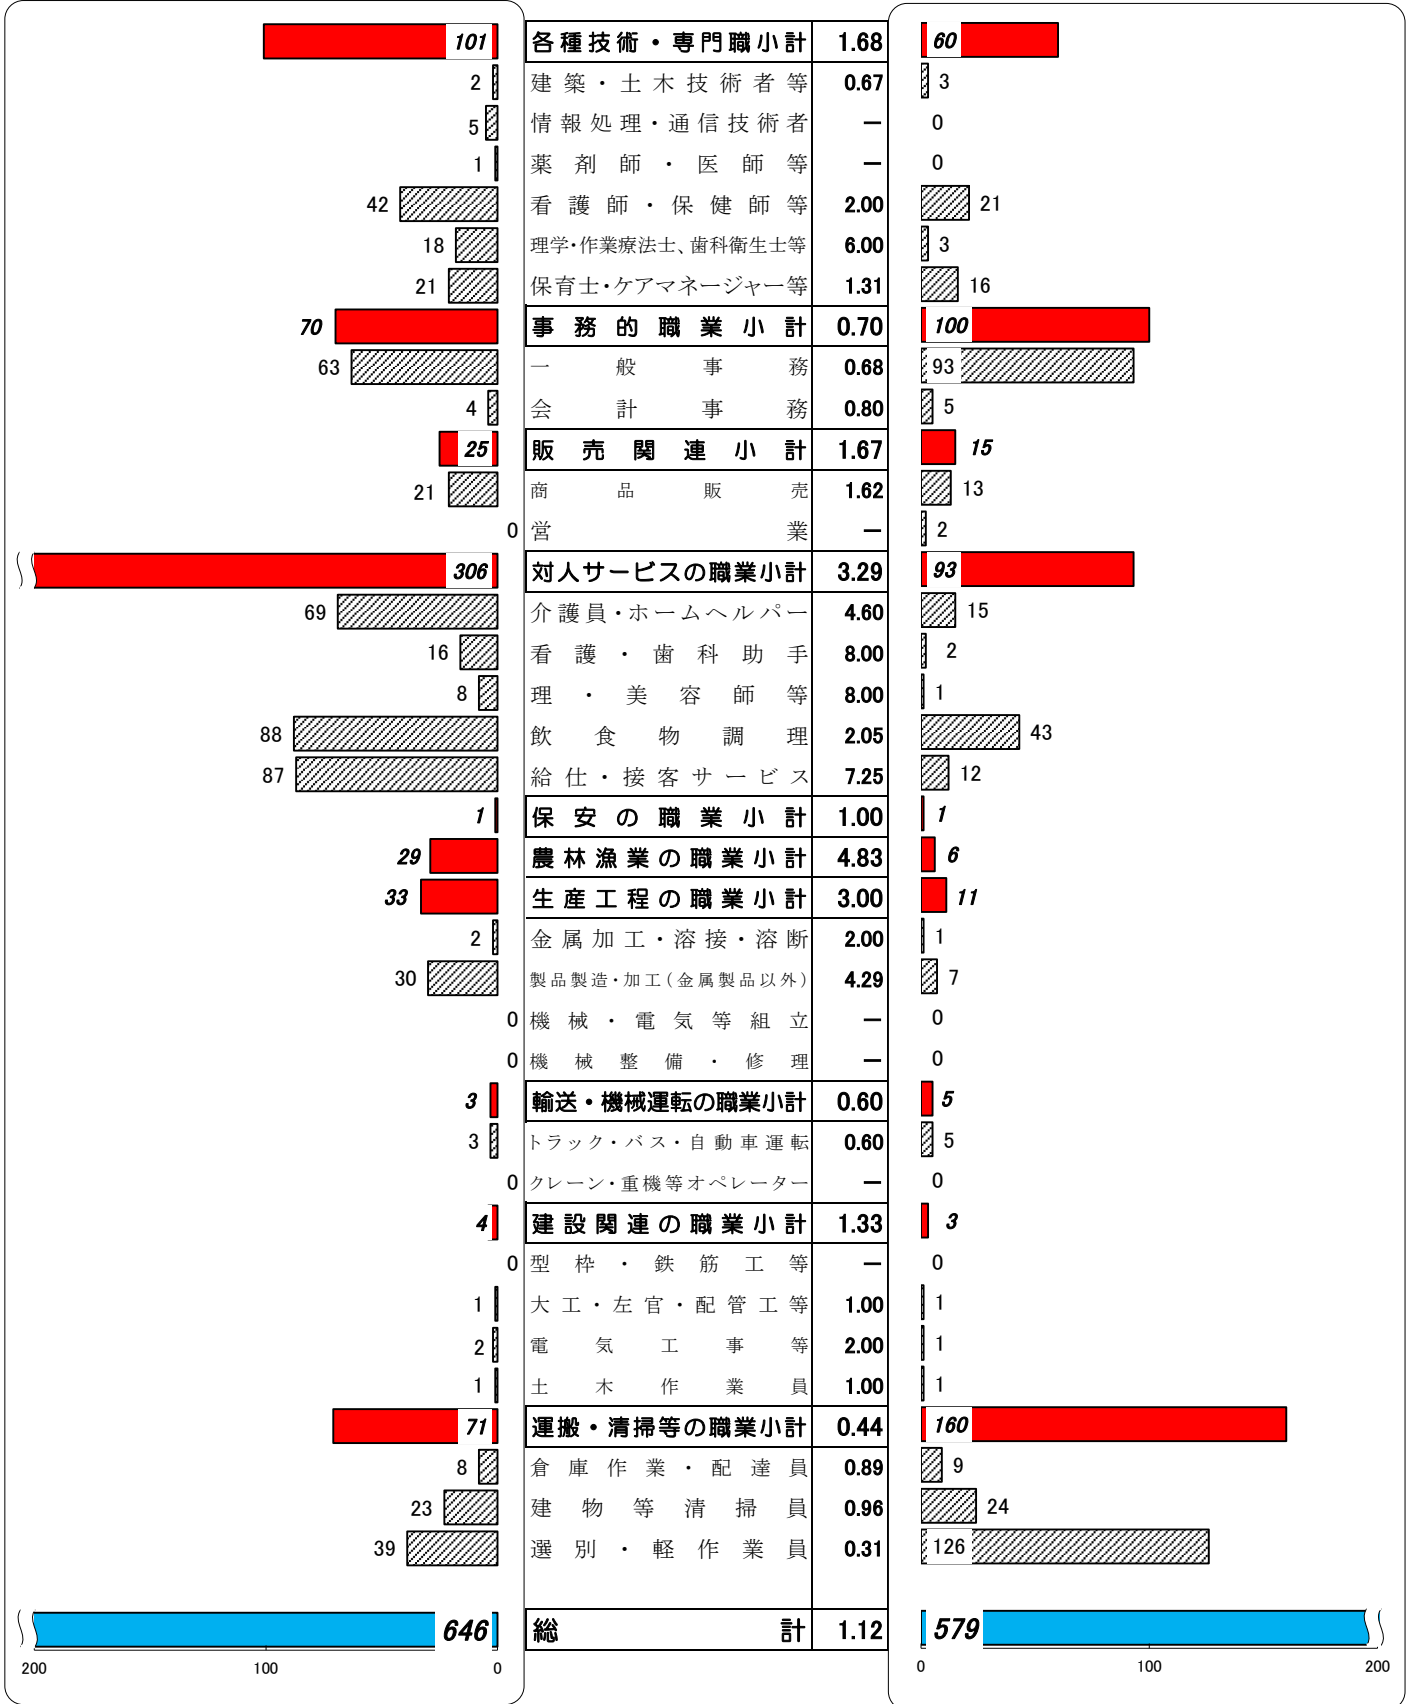 101 各種技術・専門職小計 1.68 60
2 建築・土木技術者等 0.67 3
5 情報処理・通信技術者 ― 0
1 薬剤師・医師等 ― 0
42 看護師・保健師等 2.00 21
18 理学・作業療法士、歯科衛生士等 6.00 3
21 保育士・ケアマネージャー等 1.31 16
70 事務的職業小計 0.70 100
63 一般事務 0.68 93
4 会計事務 0.80 5
25 販売関連小計 1.67 15
21 商品販売 1.62 13
0 営業 ― 2
306 対人サービスの職業小計 3.29 93
69 介護員・ホームヘルパー 4.60 15
16 看護・歯科助手 8.00 2
8 理・美容師等 8.00 1
88 飲食物調理 2.05 43
87 給仕・接客サービス 7.25 12
1 保安の職業小計 1.00 1
29 農林漁業の職業小計 4.83 6
33 生産工程の職業小計 3.00 11
2 金属加工・溶接・溶断 2.00 1
30 製品製造・加工(金属製品以外) 4.29 7
0 機械・電気等組立 ― 0
0 機械整備・修理 ― 0
3 輸送・機械運転の職業小計 0.60 5
3 トラック・バス・自動車運転 0.60 5
0 クレーン・重機等オペレーター ― 0
4 建設関連の職業小計 1.33 3
0 型枠・鉄筋工等 ― 0
1 大工・左官・配管工等 1.00 1
2 電気工事等 2.00 1
1 土木作業員 1.00 1
71 運搬・清掃等の職業小計 0.44 160
8 倉庫作業・配達員 0.89 9
23 建物等清掃員 0.96 24
39 選別・軽作業員 0.31 126
646 総計 1.12 579
200 100 0 0 100 200